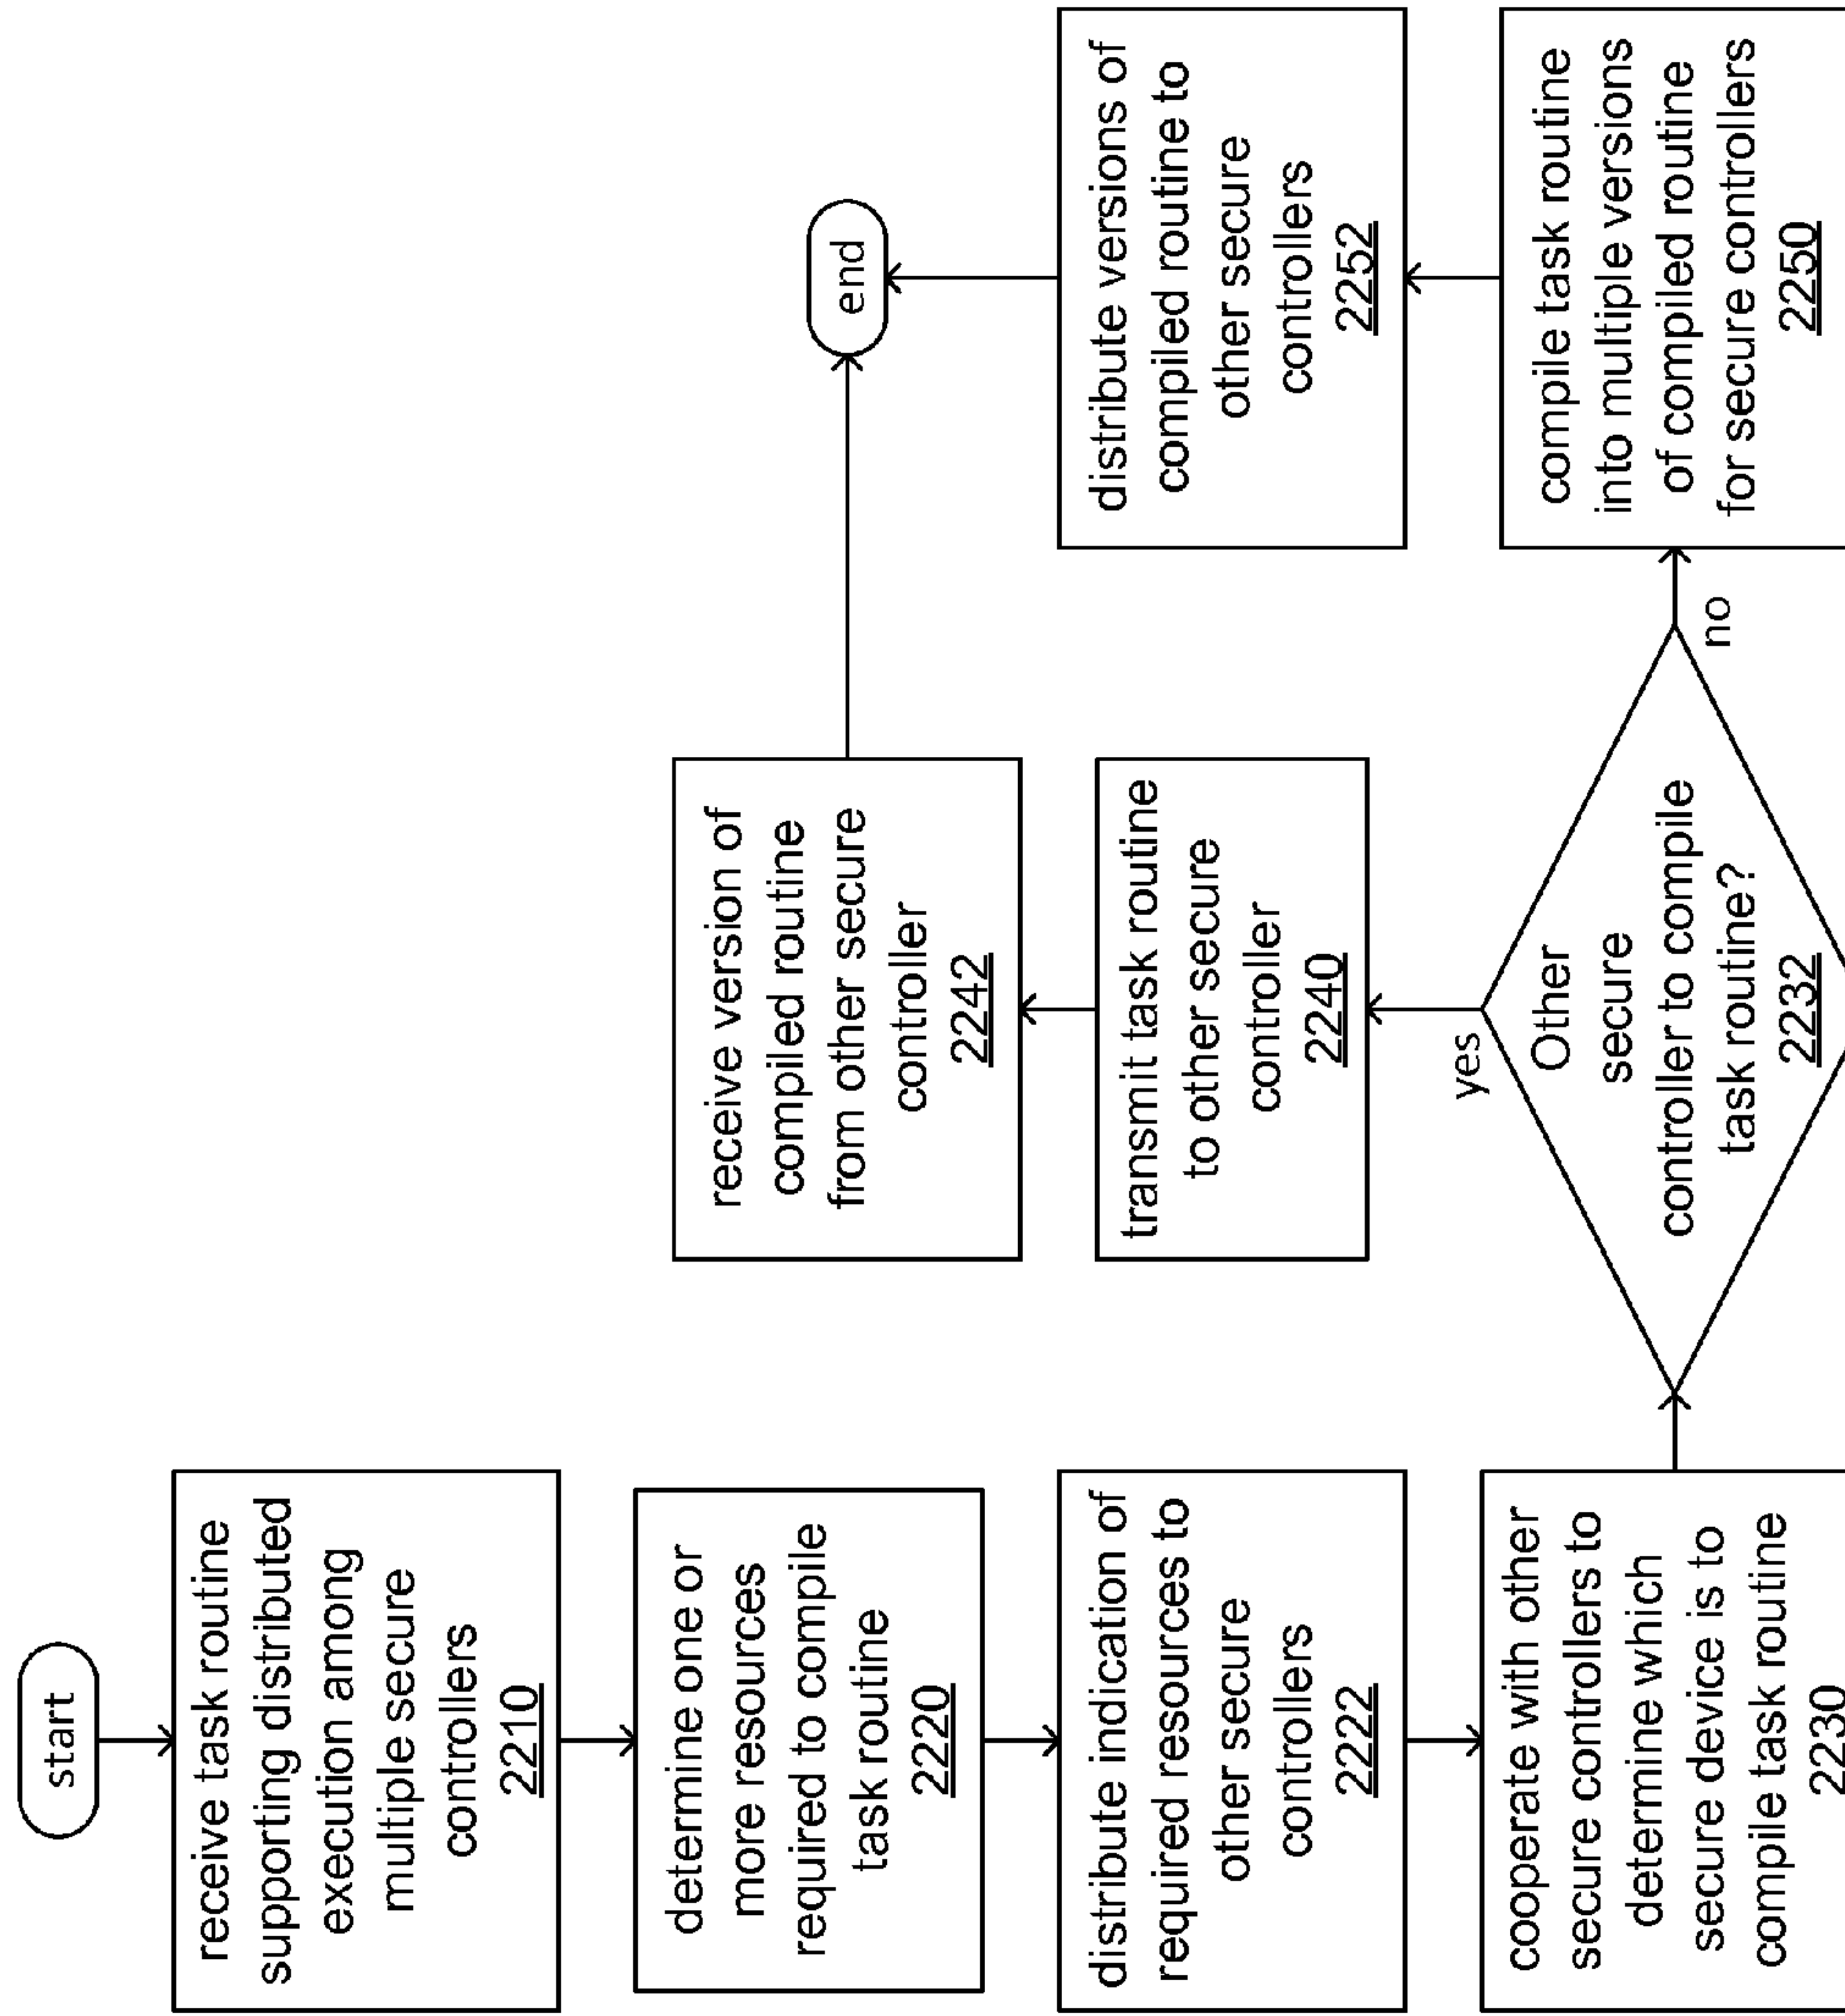 start
receive task routine
supporting distributed
execution among
multiple secure
controllers
2210
determine one or
more resources
required to compile
task routine
2220
distribute indication of
required resources to
other secure
controllers
2222
cooperate with other
secure controllers to
determine which
secure device is to
compile task routine
2230
Other
secure
controller to compile
task routine?
2232
yes
transmit task routine
to other secure
controller
2240
receive version of
compiled routine
from other secure
controller
2242
no
compile task routine
into multiple versions
of compiled routine
for secure controllers
2250
distribute versions of
compiled routine to
other secure
controllers
2252
end